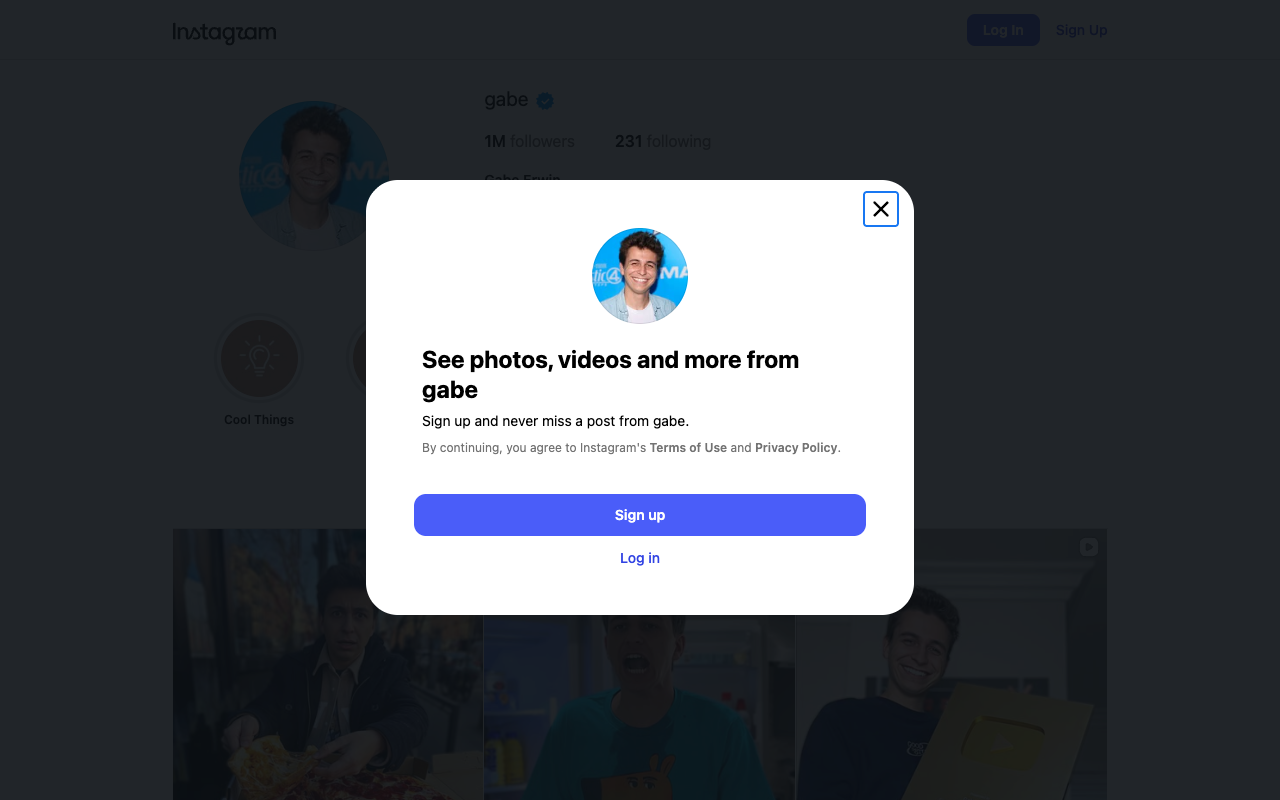 Instagram
Log In
Sign Up
gabe
1M followers
231 following
Gabe Erwin
Cool Things
See photos, videos and more from
gabe
Sign up and never miss a post from gabe.
By continuing, you agree to Instagram's Terms of Use and Privacy Policy.
Sign up
Log in